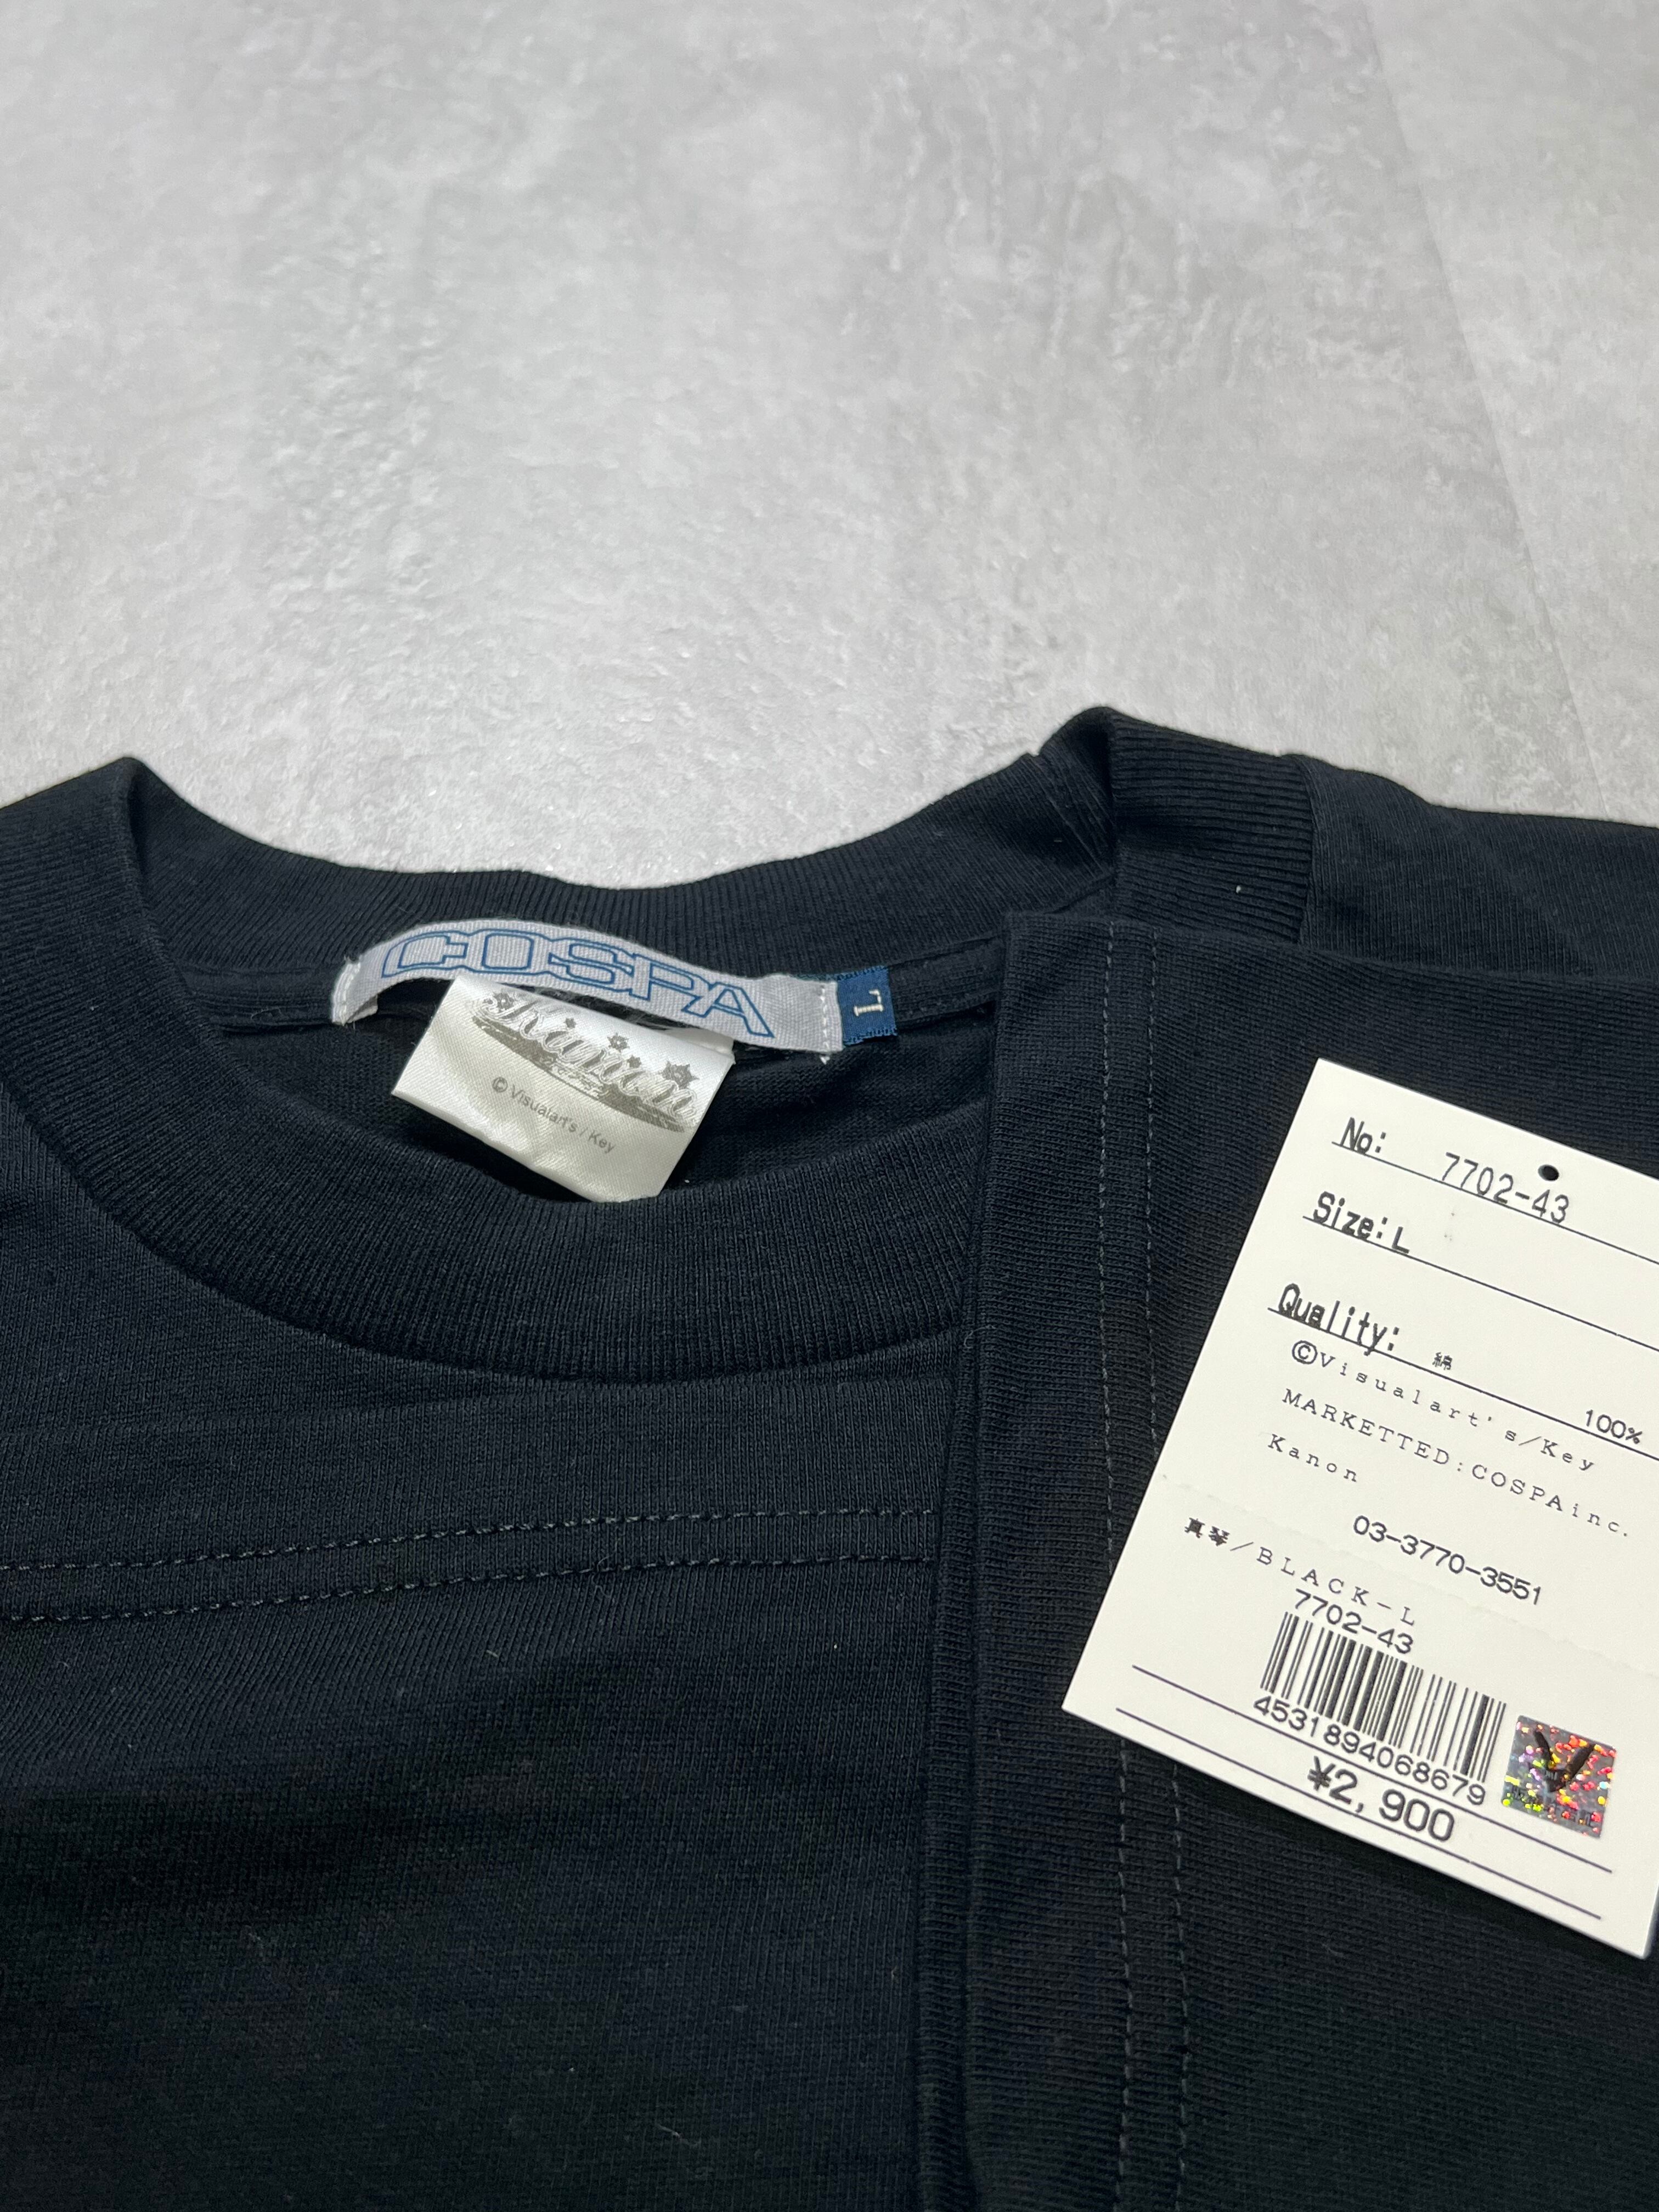 COSPA
L
Kanon
©Visualart's / Key
No: 7702-43
Size: L
Quality: 綿 100%
©Visualart's/Key
MARKETTED:COSPAinc.
Kanon
03-3770-3551
真琴/BLACK-L
7702-43
4531894068679
¥2,900